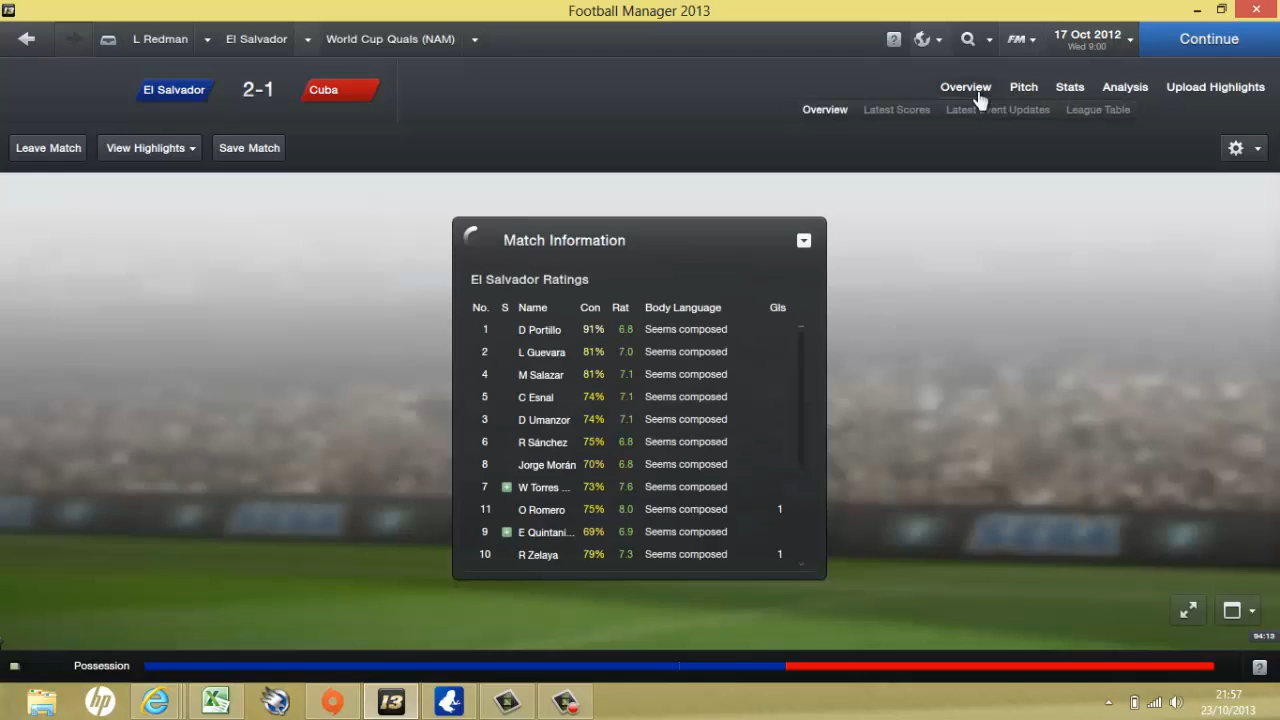 Football Manager 2013
L Redman
El Salvador
World Cup Quals (NAM)
FM
17 Oct 2012
Wed 9:00
Continue
El Salvador 2-1 Cuba
Overview Pitch Stats Analysis Upload Highlights
Overview Latest Scores Latest Event Updates League Table
Leave Match View Highlights Save Match
Match Information
El Salvador Ratings
No. S Name Con Rat Body Language Gls
1 D Portillo 91% 6.8 Seems composed
2 L Guevara 81% 7.0 Seems composed
4 M Salazar 81% 7.1 Seems composed
5 C Esnal 74% 7.1 Seems composed
3 D Umanzor 74% 7.1 Seems composed
6 R Sánchez 75% 6.8 Seems composed
8 Jorge Morán 70% 6.8 Seems composed
7 W Torres ... 73% 7.6 Seems composed
11 O Romero 75% 8.0 Seems composed 1
9 E Quintani... 69% 6.9 Seems composed
10 R Zelaya 79% 7.3 Seems composed 1
94:13
Possession
21:57
23/10/2013